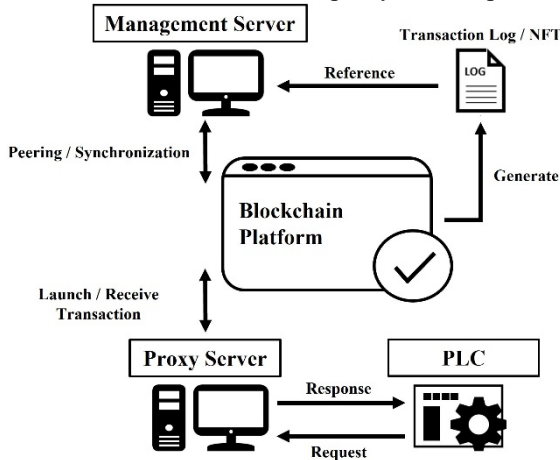 Management Server
Transaction Log / NFT
Reference
LOG
Peering / Synchronization
Generate
Blockchain
Platform
Launch / Receive
Transaction
Proxy Server
PLC
Response
Request